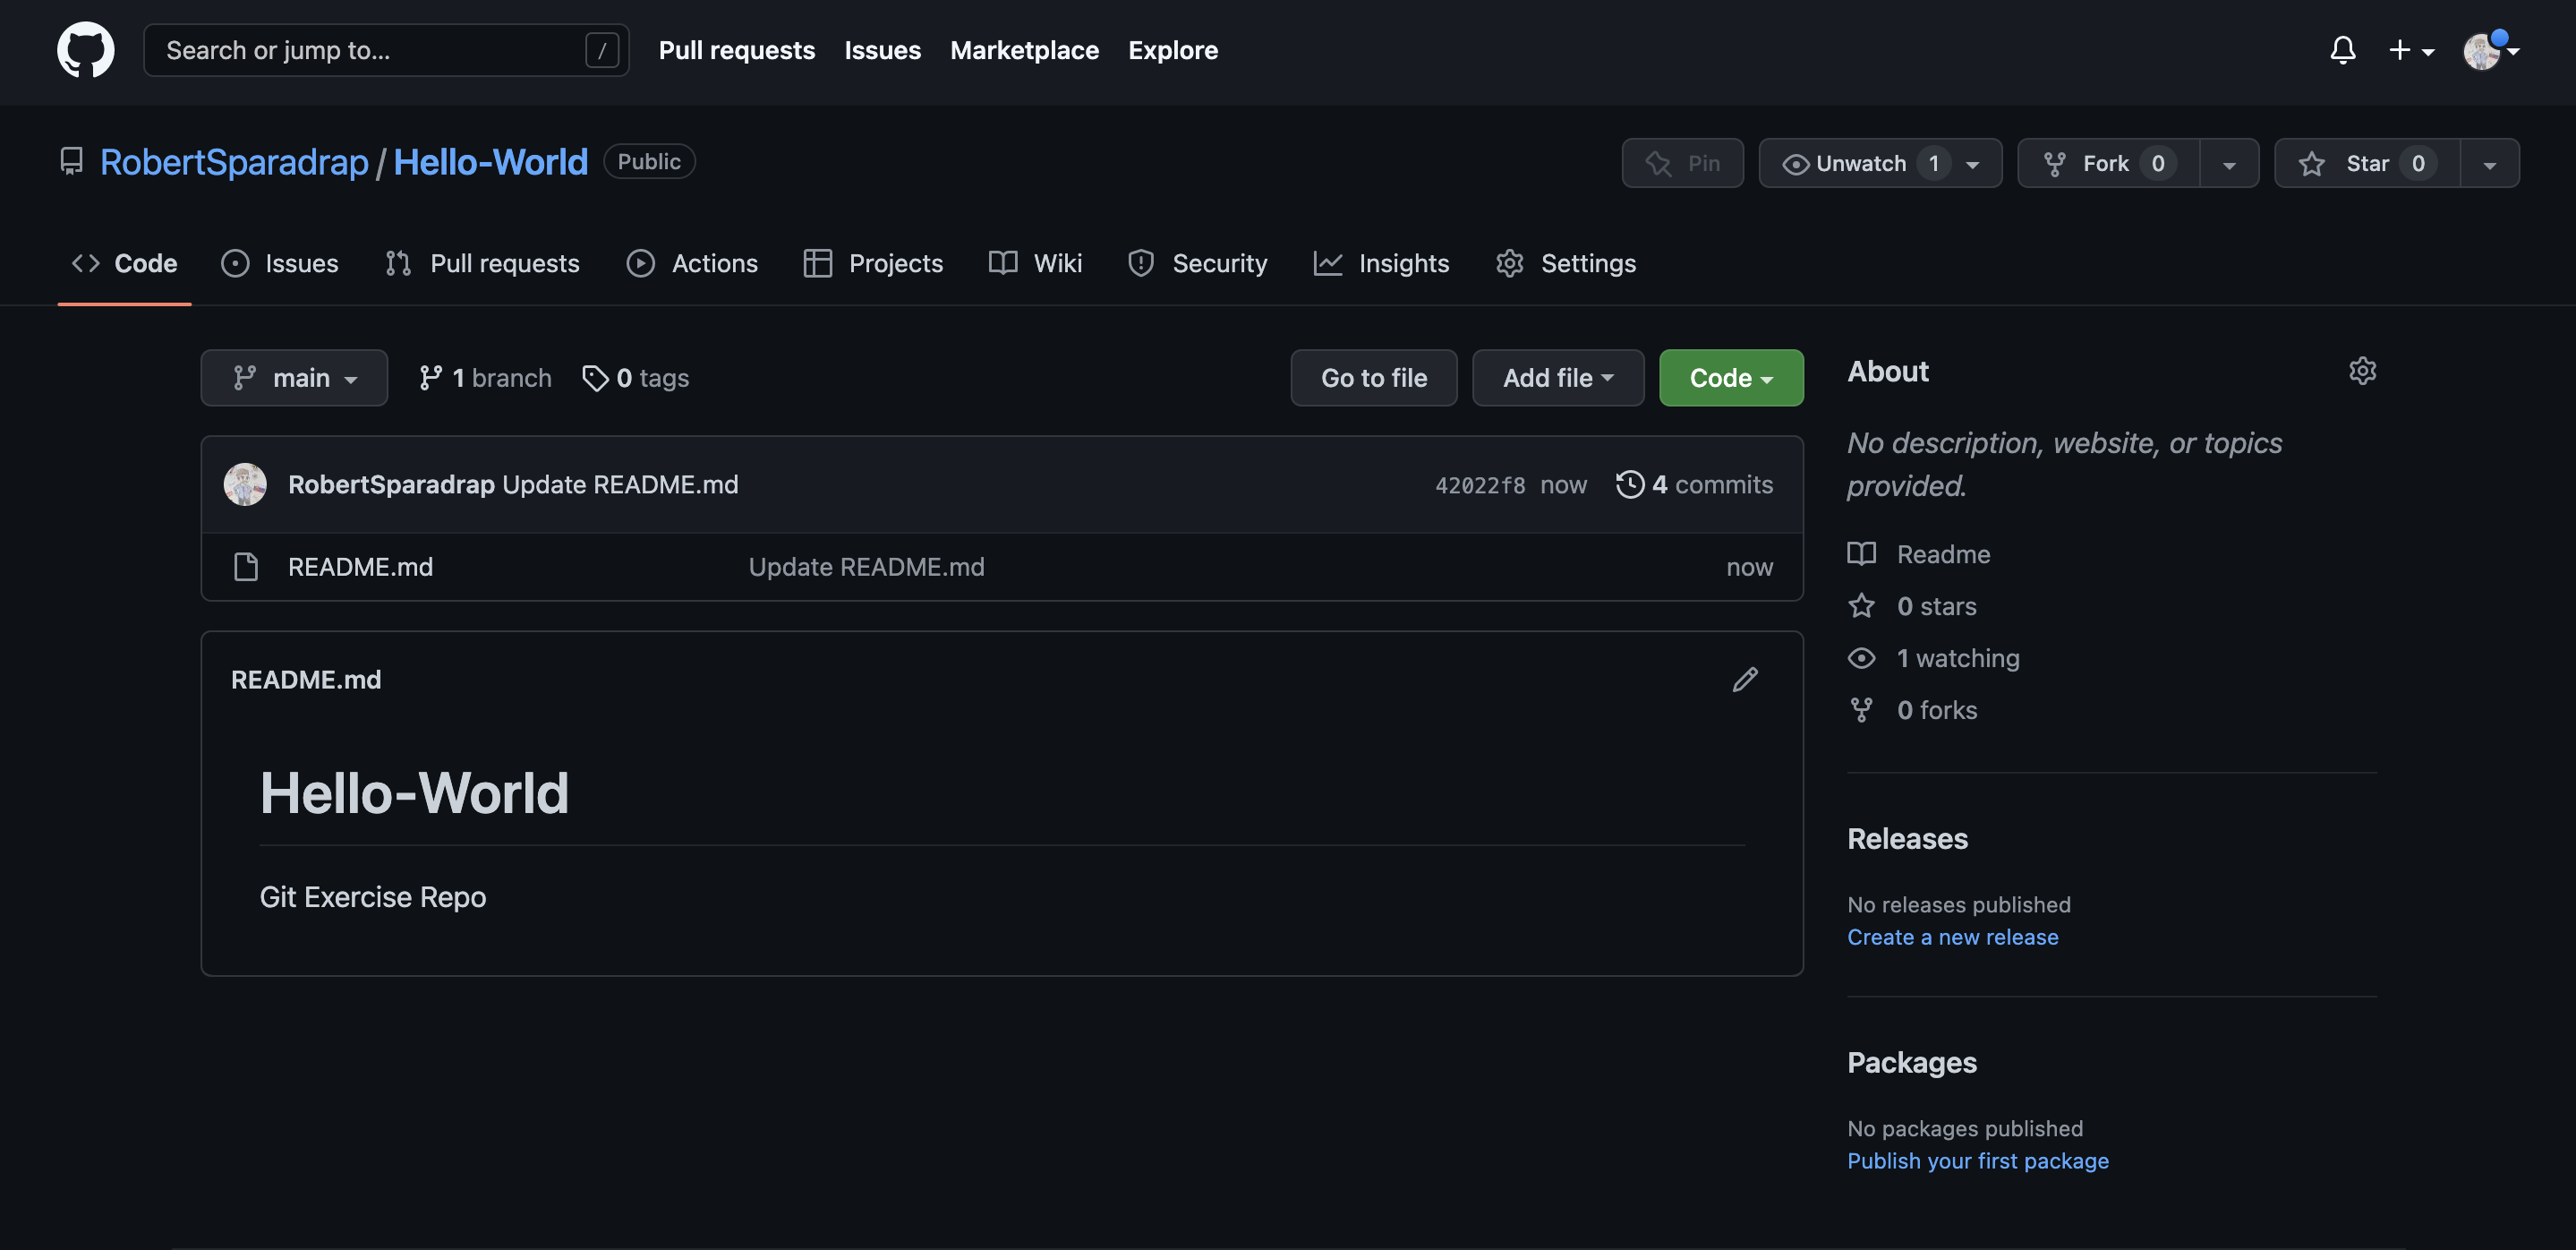 Search or jump to... /
Pull requests Issues Marketplace Explore
RobertSparadrap / Hello-World Public
Pin Unwatch 1 Fork 0 Star 0
Code Issues Pull requests Actions Projects Wiki Security Insights Settings
main 1 branch 0 tags
Go to file Add file Code
RobertSparadrap Update README.md 42022f8 now 4 commits
README.md Update README.md now
README.md
Hello-World
Git Exercise Repo
About
No description, website, or topics
provided.
Readme
0 stars
1 watching
0 forks
Releases
No releases published
Create a new release
Packages
No packages published
Publish your first package